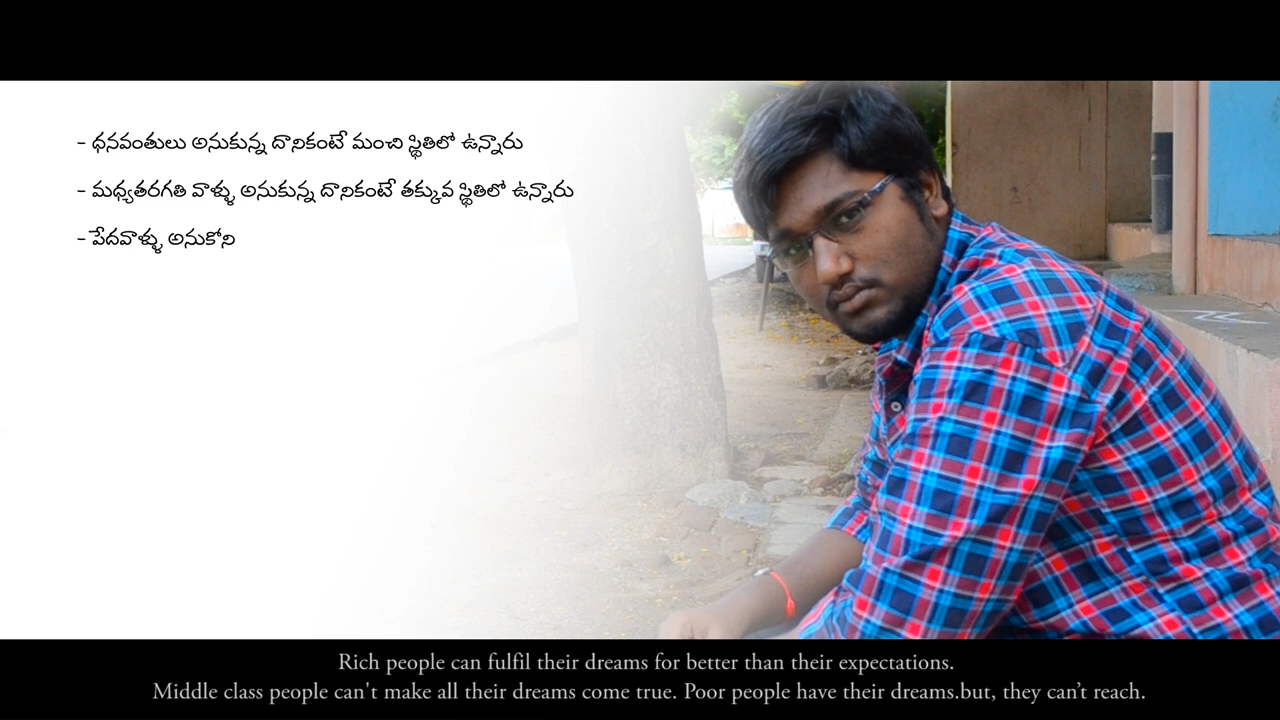 - ధనవంతులు అనుకున్న దానికంటే మంచి స్థితిలో ఉన్నారు
- మధ్యతరగతి వాళ్ళు అనుకున్న దానికంటే తక్కువ స్థితిలో ఉన్నారు
- పేదవాళ్ళు అనుకోని
Rich people can fulfil their dreams for better than their expectations.
Middle class people can't make all their dreams come true. Poor people have their dreams.but, they can’t reach.